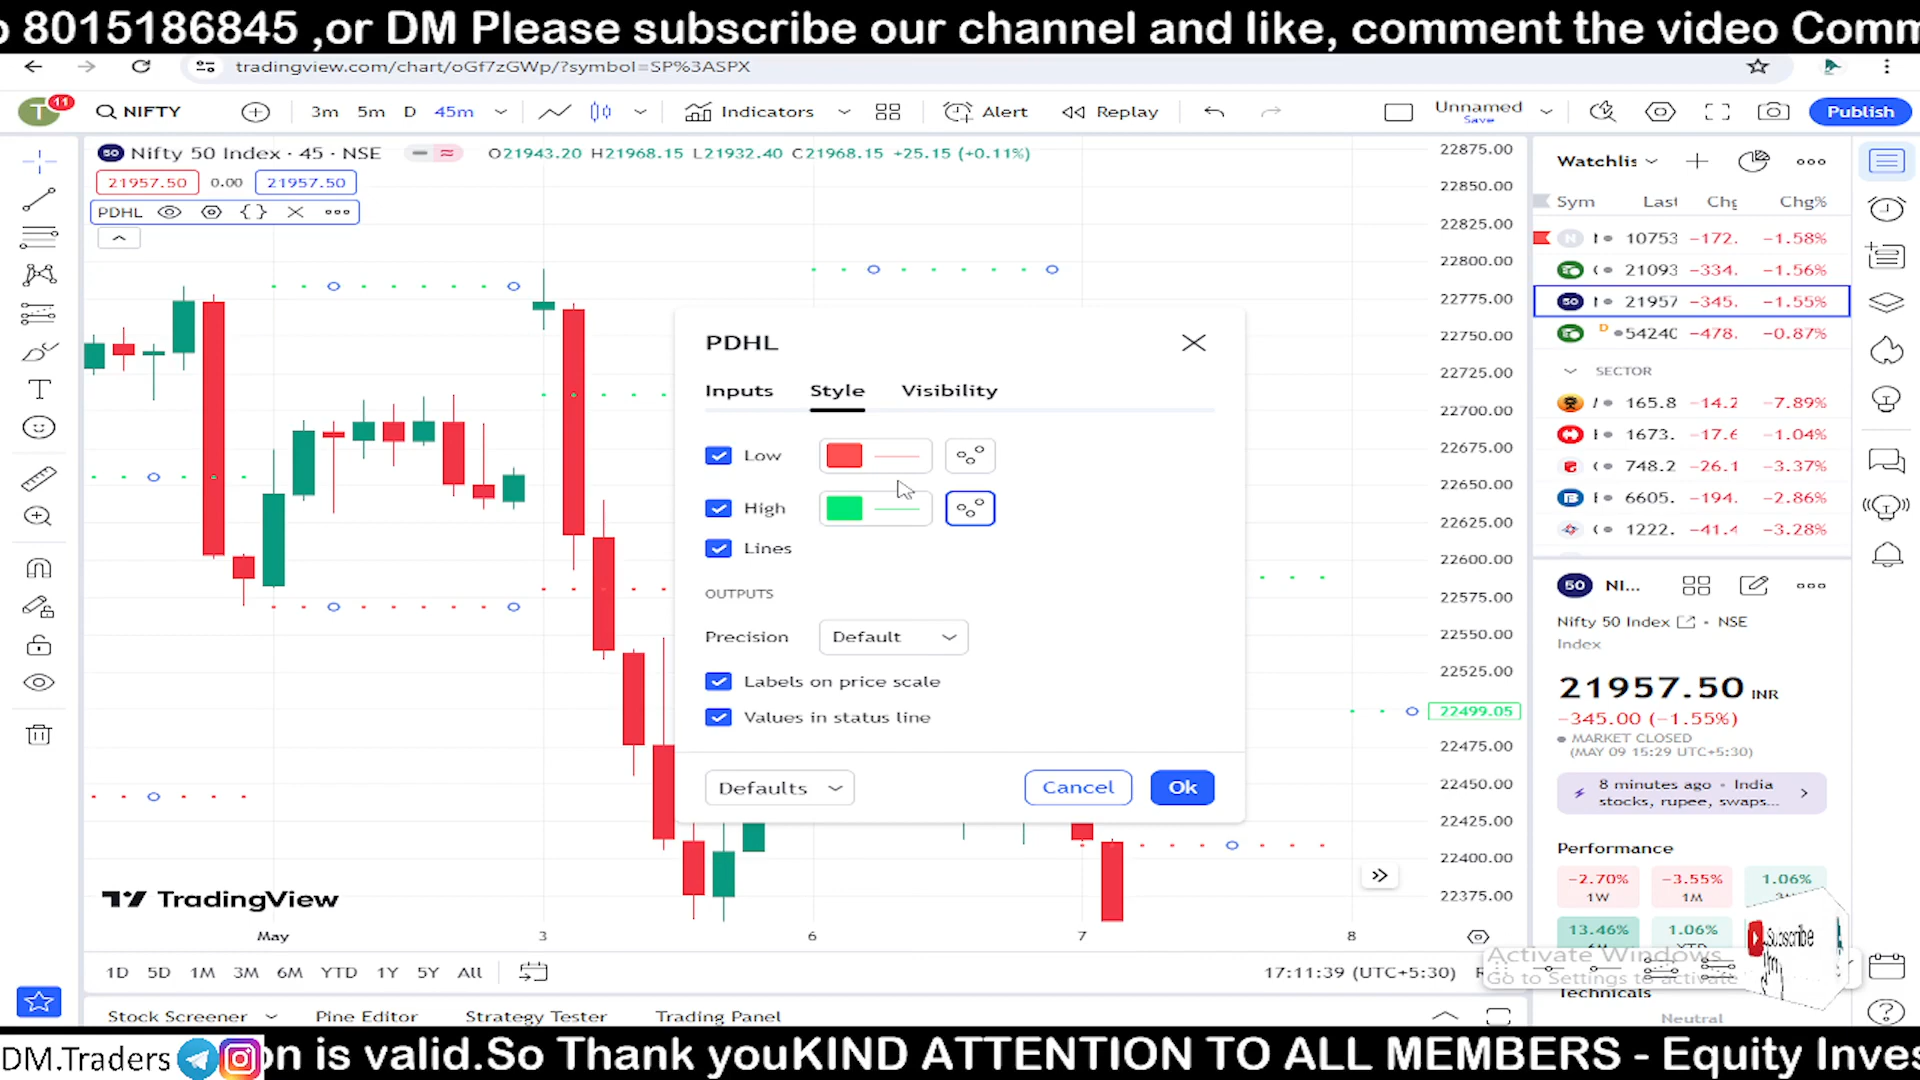 o 8015186845 ,or DM Please subscribe our channel and like, comment the video Comm
tradingview.com/chart/oGf7zGWp/?symbol=SP%3ASPX
T 11 NIFTY 3m 5m D 45m Indicators Alert Replay Unnamed Save Publish
50 Nifty 50 Index · 45 · NSE O21943.20 H21968.15 L21932.40 C21968.15 +25.15 (+0.11%)
21957.50 0.00 21957.50
PDHL
22875.00
22850.00
22825.00
22800.00
22775.00
22750.00
22725.00
22700.00
22675.00
22650.00
22625.00
22600.00
22575.00
22550.00
22525.00
22499.05
22475.00
22450.00
22425.00
22400.00
22375.00
PDHL
Inputs Style Visibility
Low
High
Lines
OUTPUTS
Precision Default
Labels on price scale
Values in status line
Defaults Cancel Ok
TradingView
May 3 6 7 8
1D 5D 1M 3M 6M YTD 1Y 5Y All 17:11:39 (UTC+5:30)
Stock Screener Pine Editor Strategy Tester Trading Panel
Watchlis
Sym Last Chg Chg%
N 10753 -172. -1.58%
21093 -334. -1.56%
50 21957 -345. -1.55%
D 54240 -478. -0.87%
SECTOR
165.8 -14.2 -7.89%
1673. -17.6 -1.04%
748.2 -26.1 -3.37%
6605. -194. -2.86%
1222. -41.4 -3.28%
50 NI...
Nifty 50 Index · NSE
Index
21957.50 INR
-345.00 (-1.55%)
MARKET CLOSED
(MAY 09 15:29 UTC+5:30)
8 minutes ago · India
stocks, rupee, swaps...
Performance
-2.70% -3.55% 1.06%
1W 1M
13.46% 1.06%
Subscribe
Activate Windows
Go to Settings to activate
Technicals
Neutral
DM.Traders on is valid.So Thank youKIND ATTENTION TO ALL MEMBERS - Equity Inves